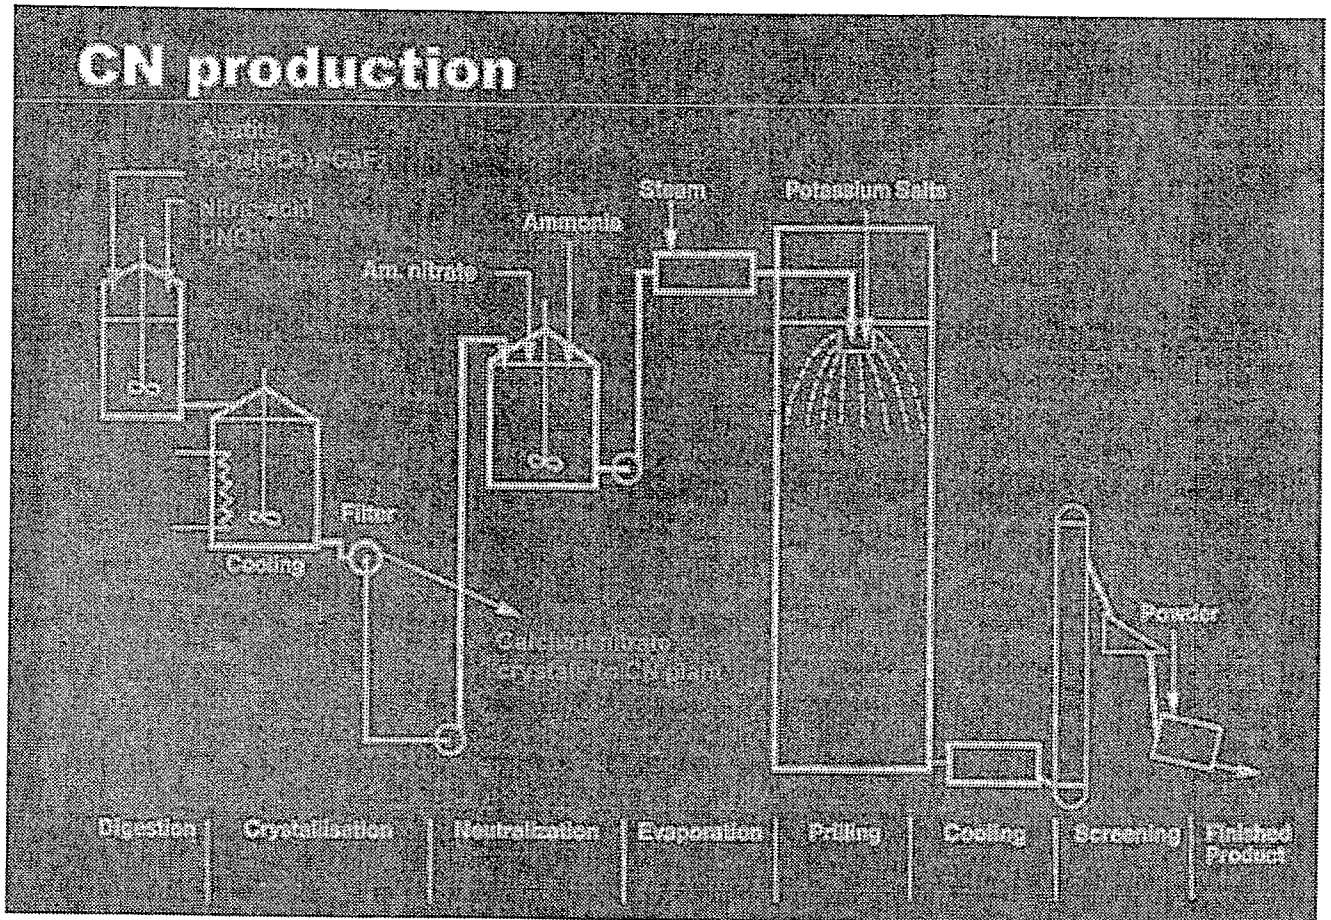 CN production
Apatite
Nitric acid
Steam
Potassium Salts
Ammonia
Am. nitrate
Filter
Cooling
Powder
Calcium nitrate
Digestion
Crystallisation
Neutralization
Evaporation
Prilling
Cooling
Screening
Finished
Product